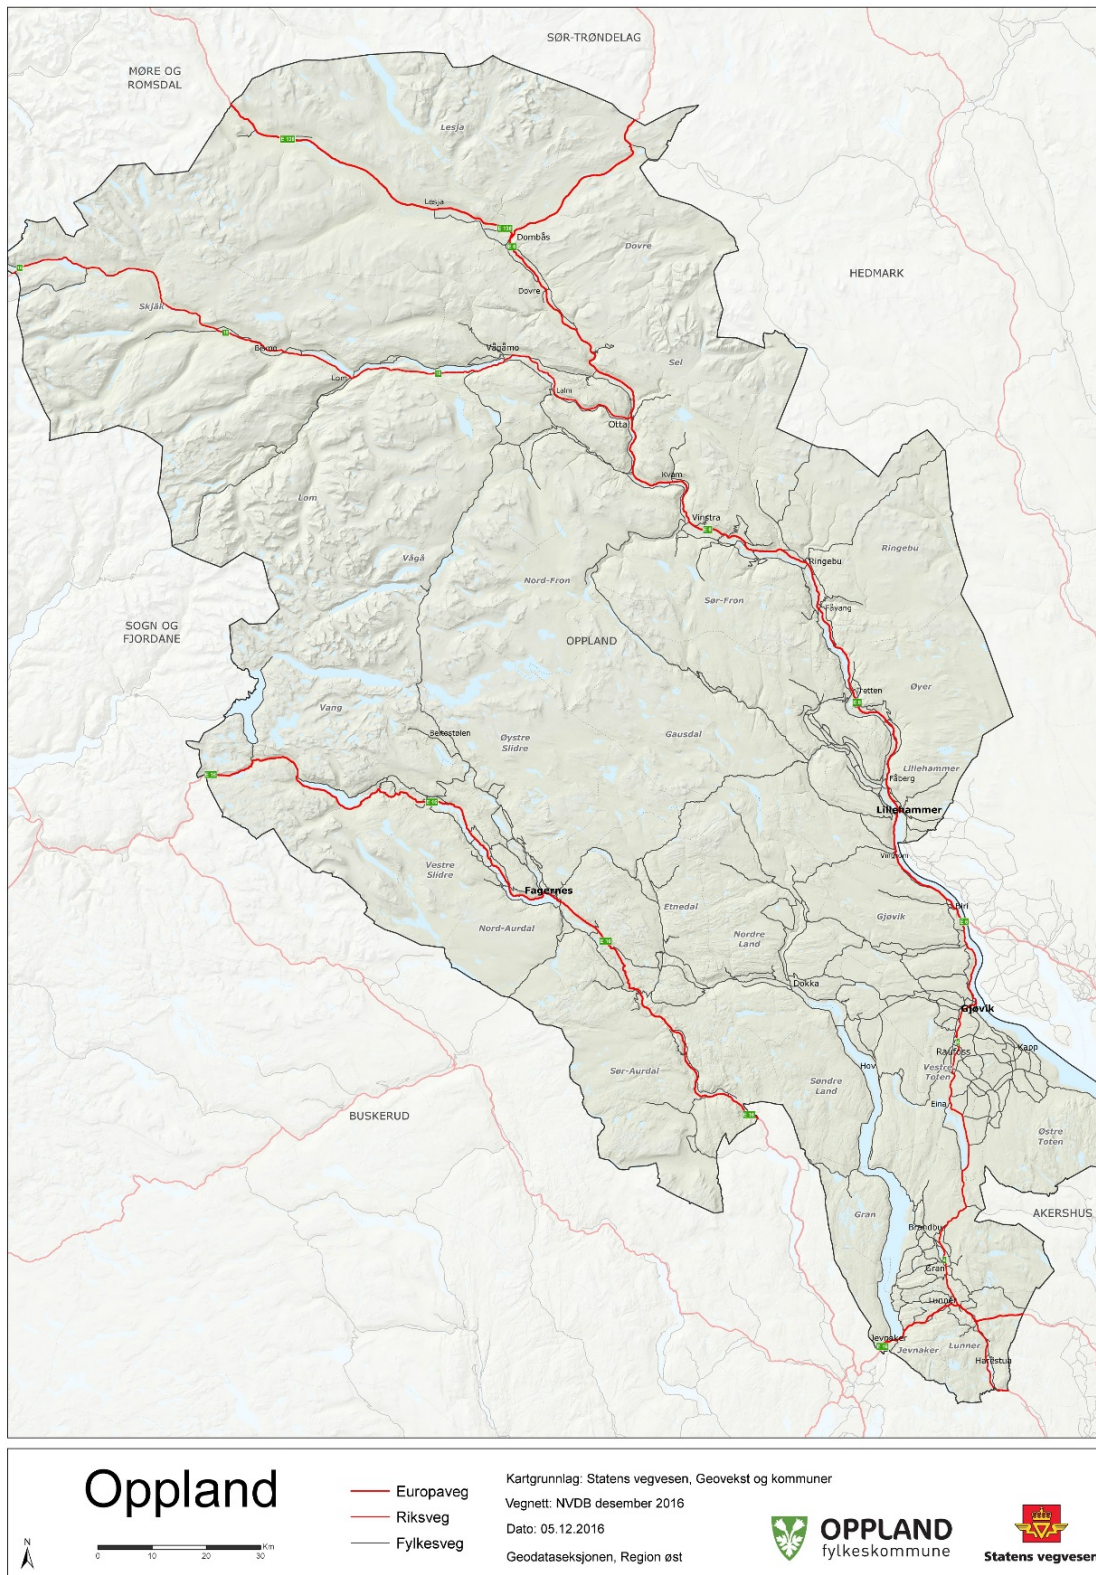 SØR-TRØNDELAG
MØRE OG
ROMSDAL
Lesja
Lesja
Dombås
Dovre
HEDMARK
Dovre
Skjåk
Vågåmo
Bismo
Lom
Sel
Lalm
Otta
Kvam
Lom
Vinstra
Ringebu
Vågå
Ringebu
Nord-Fron
Sør-Fron
Fåvang
SOGN OG
FJORDANE
OPPLAND
Tretten
Øyer
Vang
Beitostølen
Øystre
Slidre
Gausdal
Lillehammer
Fåberg
Lillehammer
Vingrom
Vestre
Slidre
Fagernes
Etnedal
Biri
Gjøvik
Nord-Aurdal
Nordre
Land
Dokka
Gjøvik
Kapp
Raufoss
Hov
Vestre
Toten
Sør-Aurdal
Søndre
Land
Eina
BUSKERUD
Østre
Toten
Gran
AKERSHUS
Brandbu
Gran
Lunner
Jevnaker
Jevnaker
Lunner
Harestua
Oppland
N
0 10 20 30 Km
Europaveg
Riksveg
Fylkesveg
Kartgrunnlag: Statens vegvesen, Geovekst og kommuner
Vegnett: NVDB desember 2016
Dato: 05.12.2016
Geodataseksjonen, Region øst
OPPLAND
fylkeskommune
Statens vegvesen